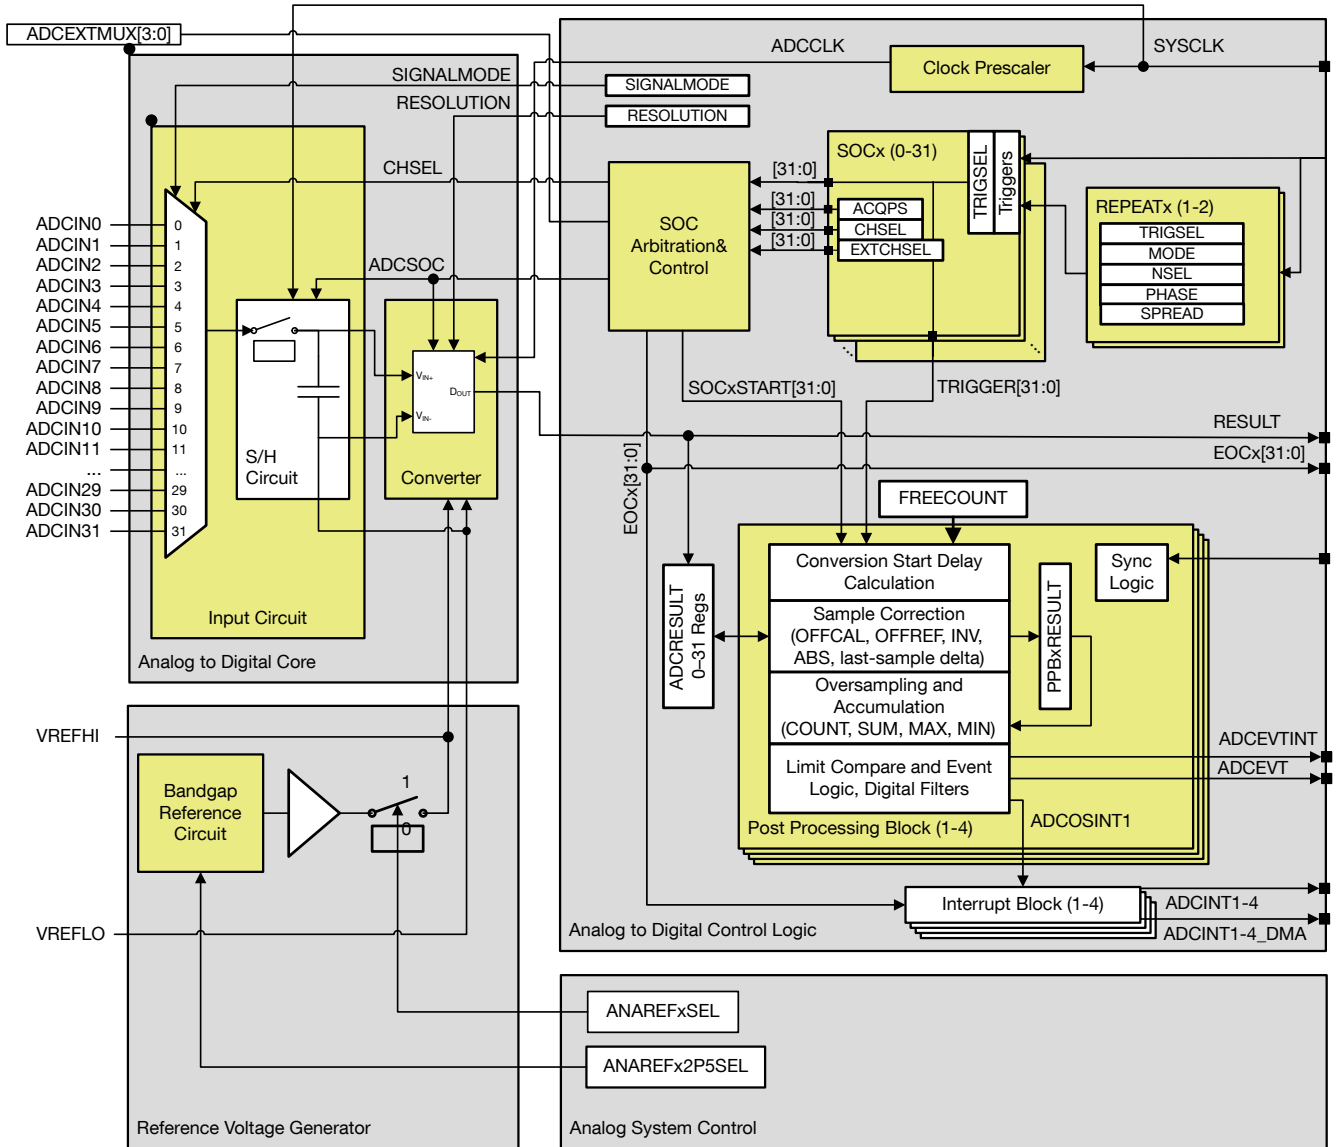 ADCEXTMUX[3:0]
ADCCLK
Clock Prescaler
SYSCLK
SIGNALMODE
SIGNALMODE
RESOLUTION
RESOLUTION
CHSEL
SOC
Arbitration&
Control
[31:0]
[31:0]
[31:0]
[31:0]
SOCx (0-31)
TRIGSEL
Triggers
ACQPS
CHSEL
EXTCHSEL
REPEATx (1-2)
TRIGSEL
MODE
NSEL
PHASE
SPREAD
ADCIN0
0
ADCIN1
1
ADCIN2
2
ADCIN3
3
ADCIN4
4
ADCIN5
5
ADCIN6
6
ADCIN7
7
ADCIN8
8
ADCIN9
9
ADCIN10
10
ADCIN11
11
...
...
ADCIN29
29
ADCIN30
30
ADCIN31
31
ADCSOC
VIN+
DOUT
VIN-
S/H
Circuit
Converter
Input Circuit
Analog to Digital Core
SOCxSTART[31:0]
TRIGGER[31:0]
RESULT
EOCx[31:0]
EOCx[31:0]
FREECOUNT
Conversion Start Delay
Calculation
Sync
Logic
ADCRESULT
0–31 Regs
Sample Correction
(OFFCAL, OFFREF, INV,
ABS, last-sample delta)
PPBxRESULT
Oversampling and
Accumulation
(COUNT, SUM, MAX, MIN)
Limit Compare and Event
Logic, Digital Filters
ADCEVTINT
ADCEVT
ADCOSINT1
Post Processing Block (1-4)
Interrupt Block (1-4)
ADCINT1-4
ADCINT1-4_DMA
Analog to Digital Control Logic
VREFHI
Bandgap
Reference
Circuit
1
0
VREFLO
ANAREFxSEL
ANAREFx2P5SEL
Reference Voltage Generator
Analog System Control